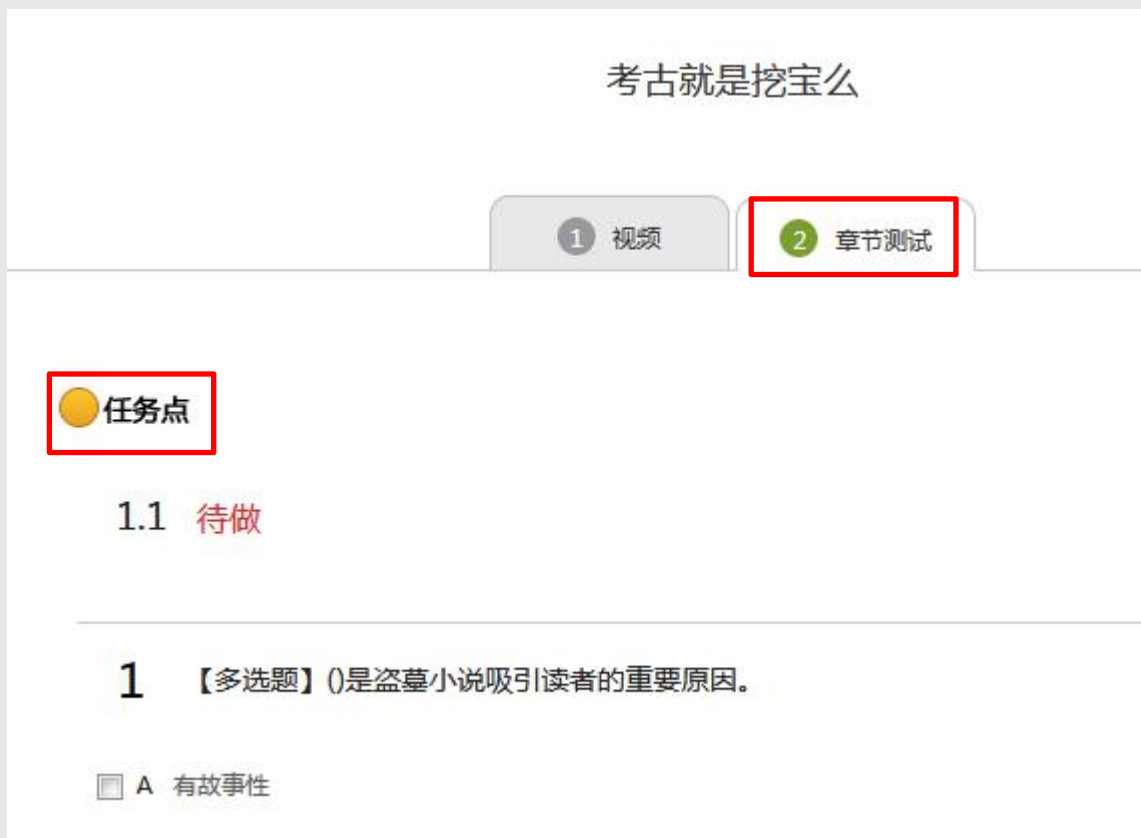 考古就是挖宝么
1 视频 2 章节测试
任务点
1.1 待做
1 【多选题】()是盗墓小说吸引读者的重要原因。
A 有故事性